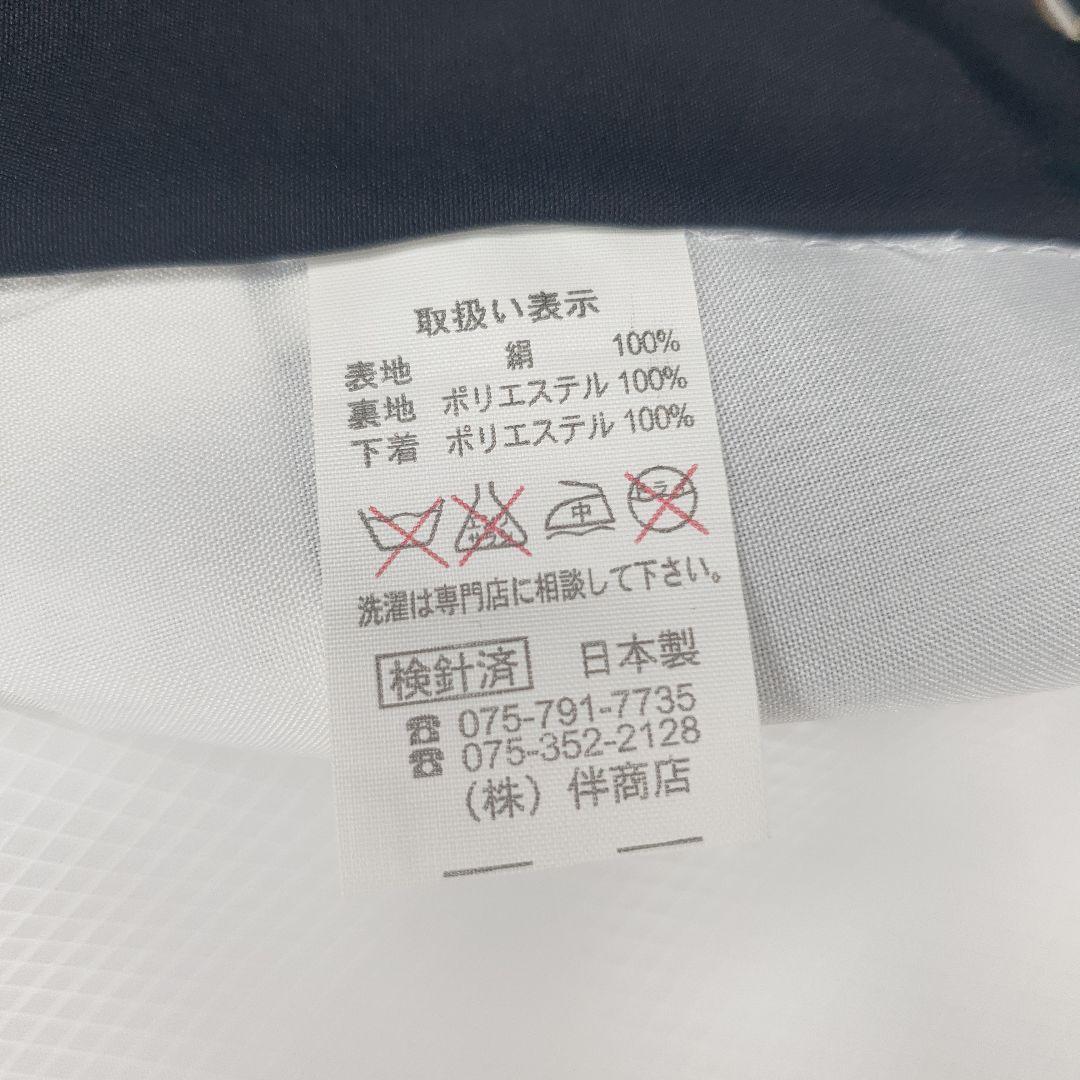 取扱い表示
表地 絹 100%
裏地 ポリエステル 100%
下着 ポリエステル 100%
中
洗濯は専門店に相談して下さい。
検針済 日本製
☎ 075-791-7735
☎ 075-352-2128
（株）伴商店